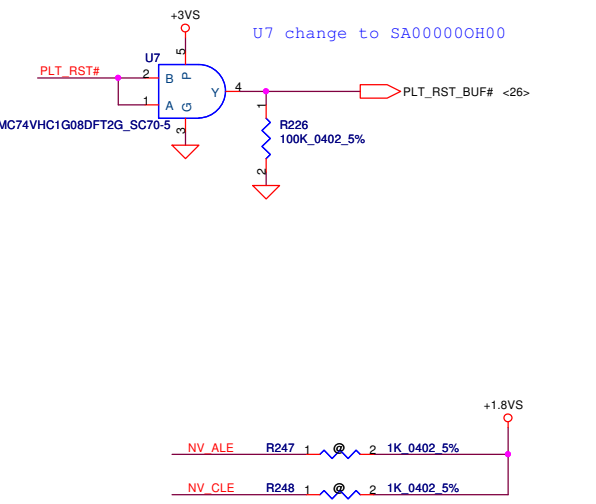 +3VS
U7 change to SA00000OH00
U7
5
PLT_RST#
2
B
P
Y
4
PLT_RST_BUF# <26>
1
A
G
1
MC74VHC1G08DFT2G_SC70-5
3
R226
100K_0402_5%
2
+1.8VS
NV_ALE
R247
1
@
2
1K_0402_5%
NV_CLE
R248
1
@
2
1K_0402_5%